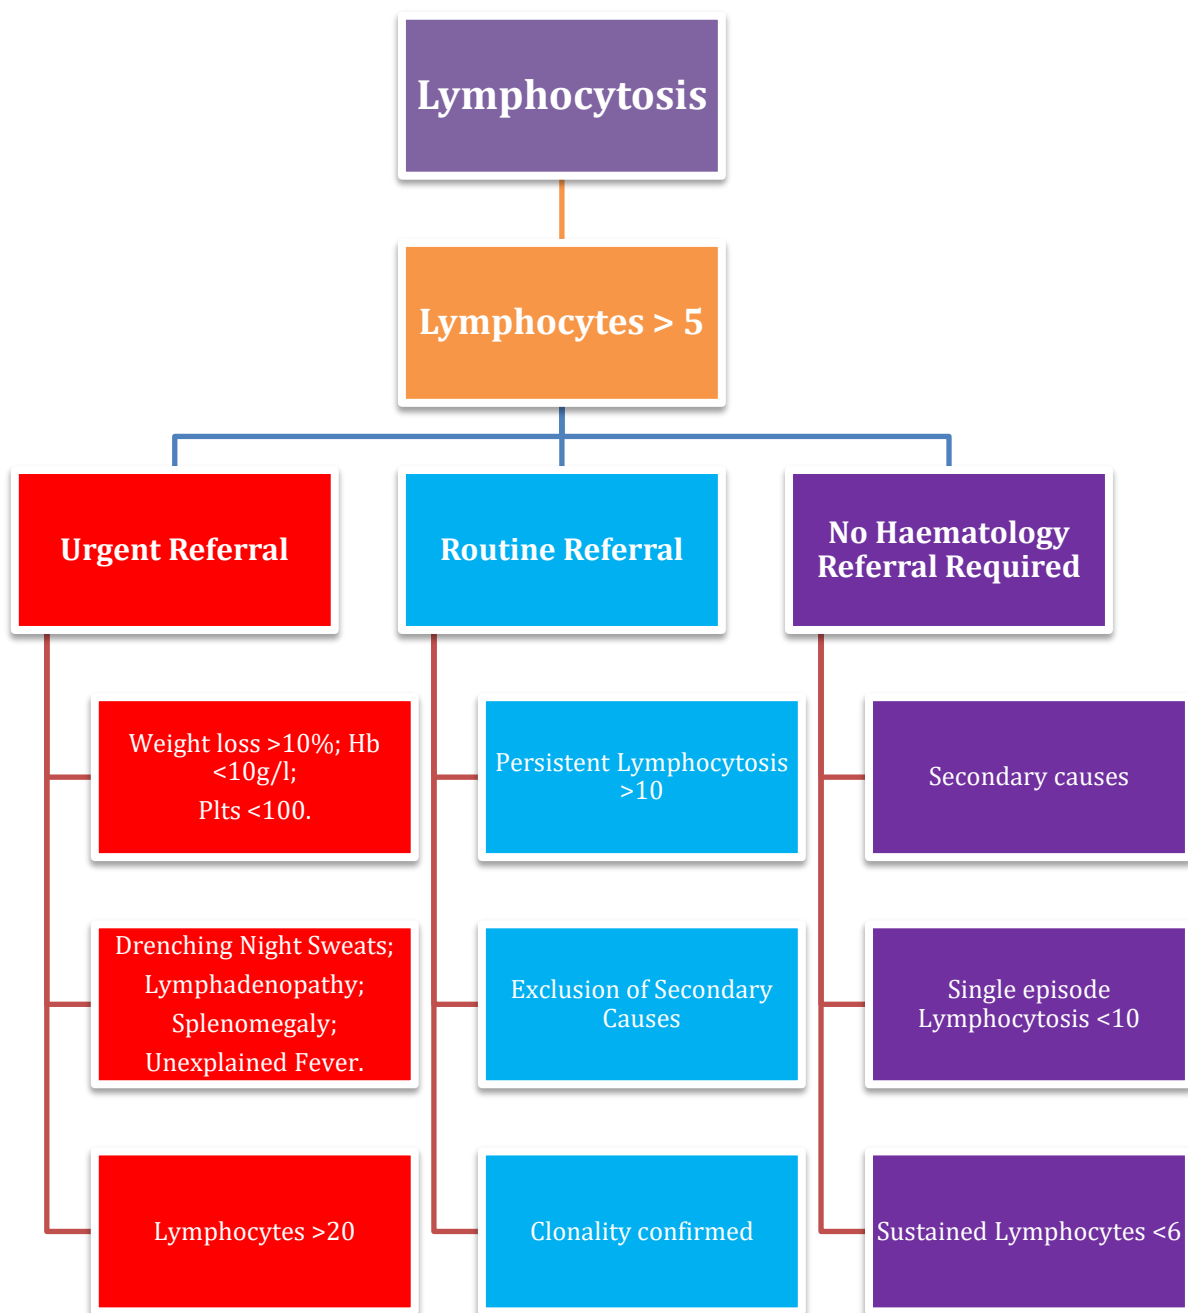 Lymphocytosis
Lymphocytes > 5
Urgent Referral
Weight loss >10%; Hb
<10g/l;
Plts <100.
Drenching Night Sweats;
Lymphadenopathy;
Splenomegaly;
Unexplained Fever.
Lymphocytes >20
Routine Referral
Persistent Lymphocytosis
>10
Exclusion of Secondary
Causes
Clonality confirmed
No Haematology
Referral Required
Secondary causes
Single episode
Lymphocytosis <10
Sustained Lymphocytes <6